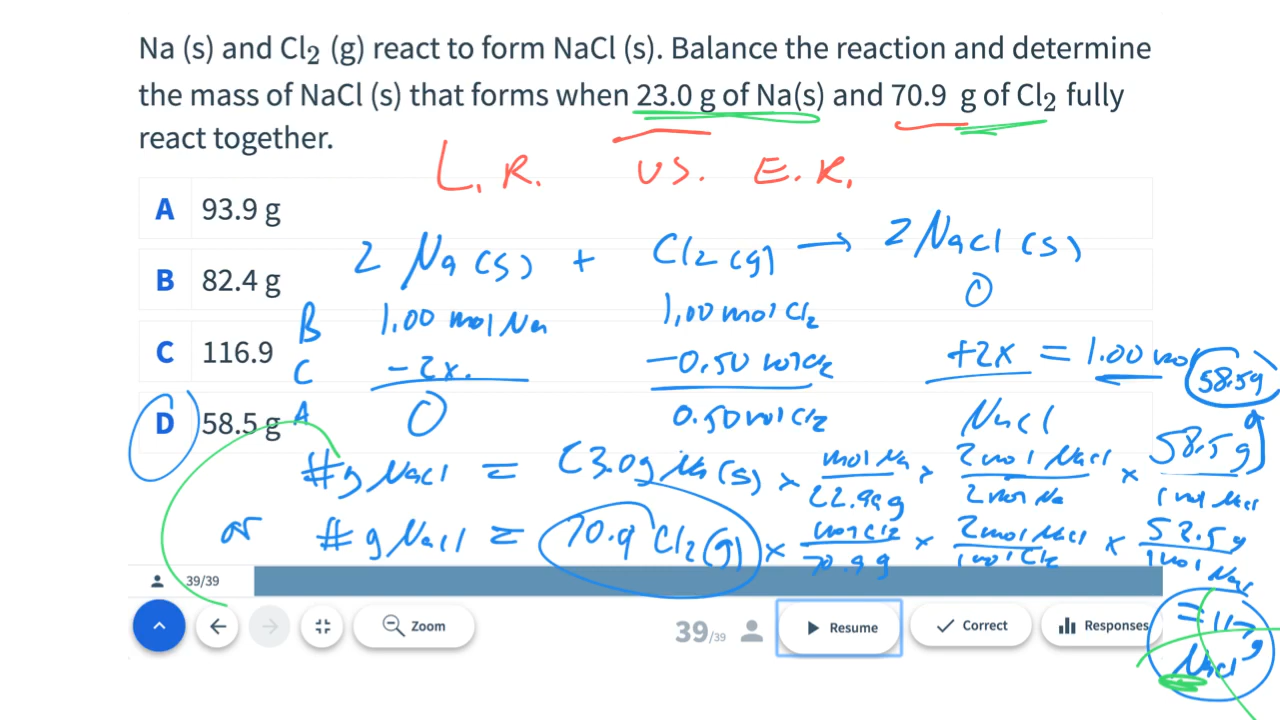 Na (s) and Cl₂ (g) react to form NaCl (s). Balance the reaction and determine
the mass of NaCl (s) that forms when 23.0 g of Na(s) and 70.9 g of Cl₂ fully
react together.
L.R. vs. E.R.
A 93.9 g
2 Na (s) + Cl2 (g) → 2 NaCl (s)
B 82.4 g
0
B 1.00 mol Na 1.00 mol Cl2
C 116.9
C -2x. -0.50 mol Cl2 +2x = 1.00 mol
58.5g
D 58.5 g
A 0 0.50 mol Cl2 NaCl
#g NaCl = 23.0g Na (s) × mol Na / 22.99g × 2 mol NaCl / 2 mol Na × 58.5 g / 1 mol NaCl
or #g NaCl = 70.9 Cl2 (g) × mol Cl2 / 70.9 g × 2 mol NaCl / 1 mol Cl2 × 58.5g / 1 mol NaCl
= 117 g
NaCl
39/39
Zoom
39/39
Resume
Correct
Responses